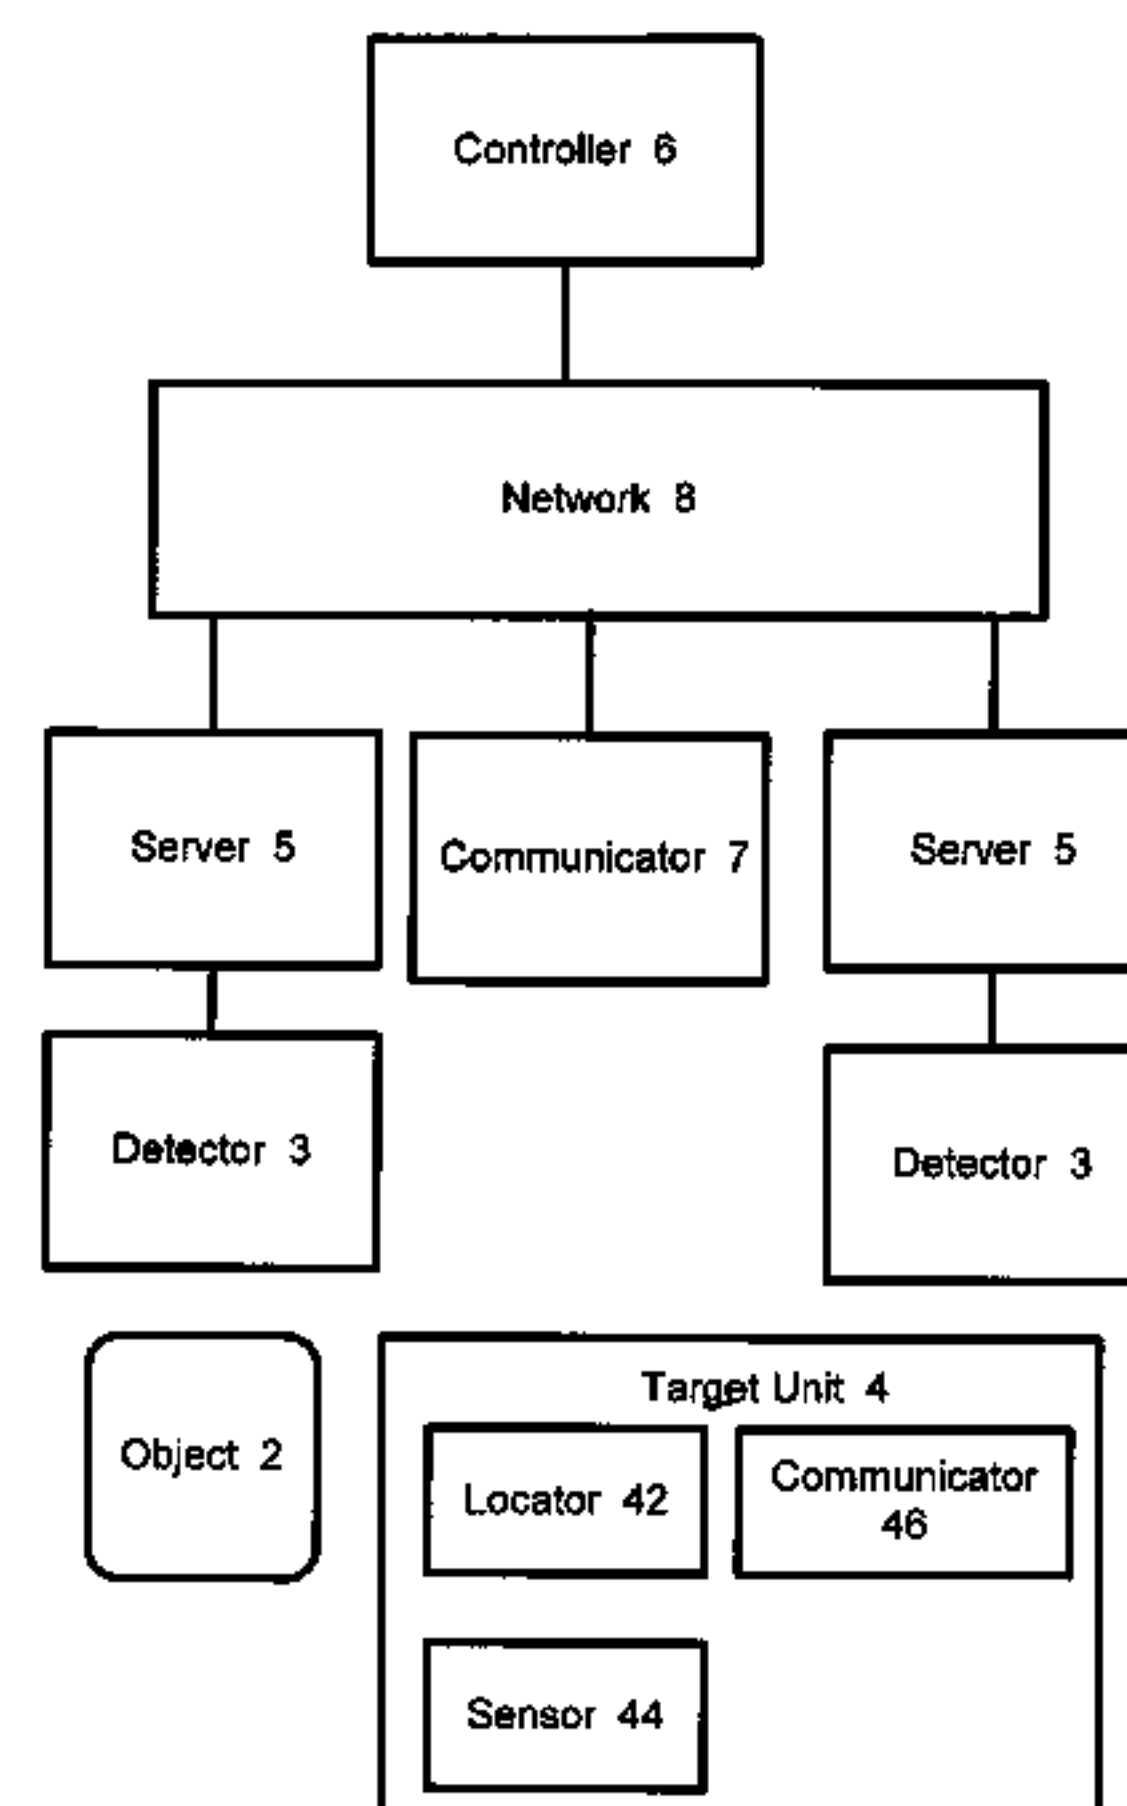 Controller 6
Network 8
Server 5
Communicator 7
Server 5
Detector 3
Detector 3
Object 2
Target Unit 4
Locator 42
Communicator
46
Sensor 44